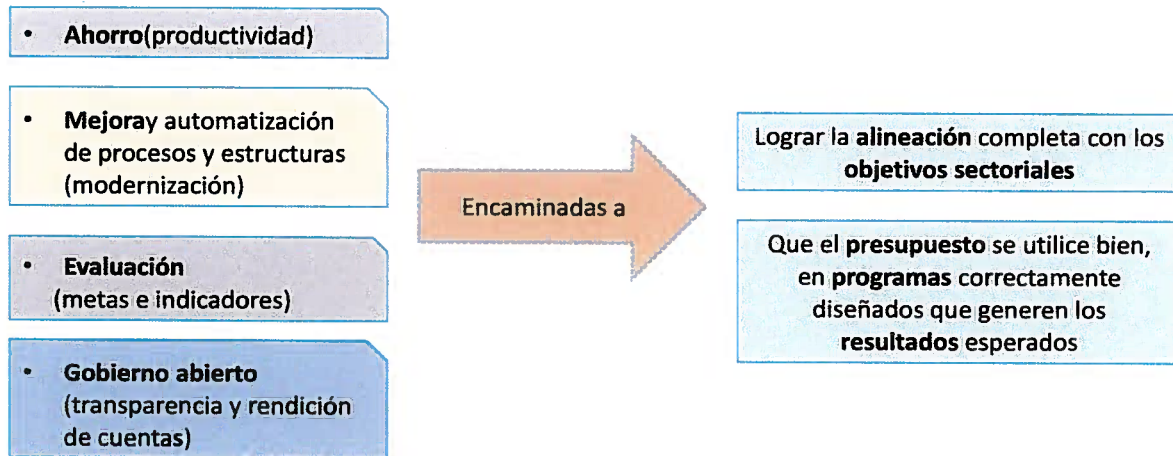 • Ahorro(productividad)
• Mejoray automatización
de procesos y estructuras
(modernización)
• Evaluación
(metas e indicadores)
• Gobierno abierto
(transparencia y rendición
de cuentas)
Encaminadas a
Lograr la alineación completa con los
objetivos sectoriales
Que el presupuesto se utilice bien,
en programas correctamente
diseñados que generen los
resultados esperados